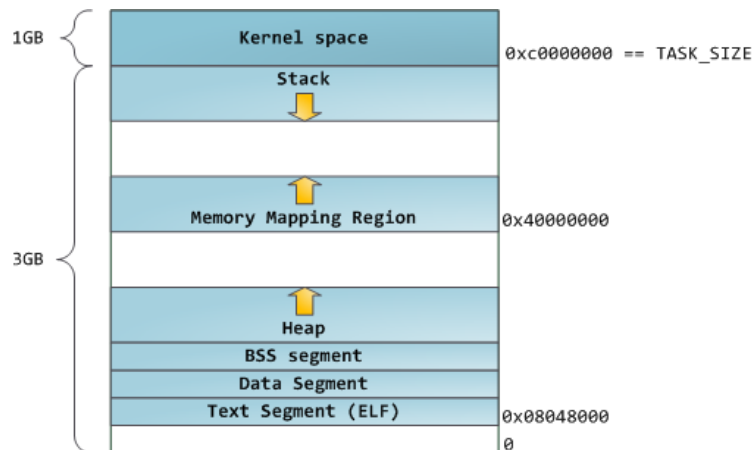 1GB
Kernel space
0xc0000000 == TASK_SIZE
Stack
Memory Mapping Region
0x40000000
3GB
Heap
BSS segment
Data Segment
Text Segment (ELF)
0x08048000
0